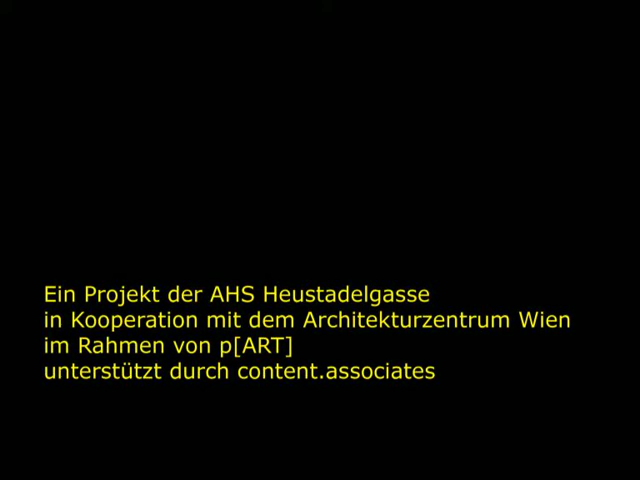 Ein Projekt der AHS Heustadelgasse
in Kooperation mit dem Architekturzentrum Wien
im Rahmen von p[ART]
unterstützt durch content.associates